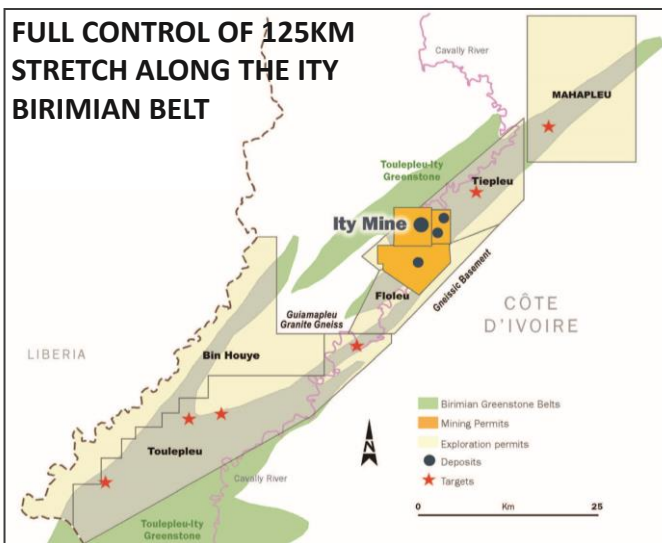 FULL CONTROL OF 125KM
STRETCH ALONG THE ITY
BIRIMIAN BELT
Cavally River
MAHAPLEU
Toulepleu-Ity
Greenstone
Tiepleu
Ity Mine
Gneissic Basement
Floleu
CÔTE
D'IVOIRE
Guiamapleu
Granite Gneiss
LIBERIA
Bin Houye
Toulepleu
Cavally River
Toulepleu-Ity
Greenstone
N
Birimian Greenstone Belts
Mining Permits
Exploration permits
Deposits
Targets
0 Km 25